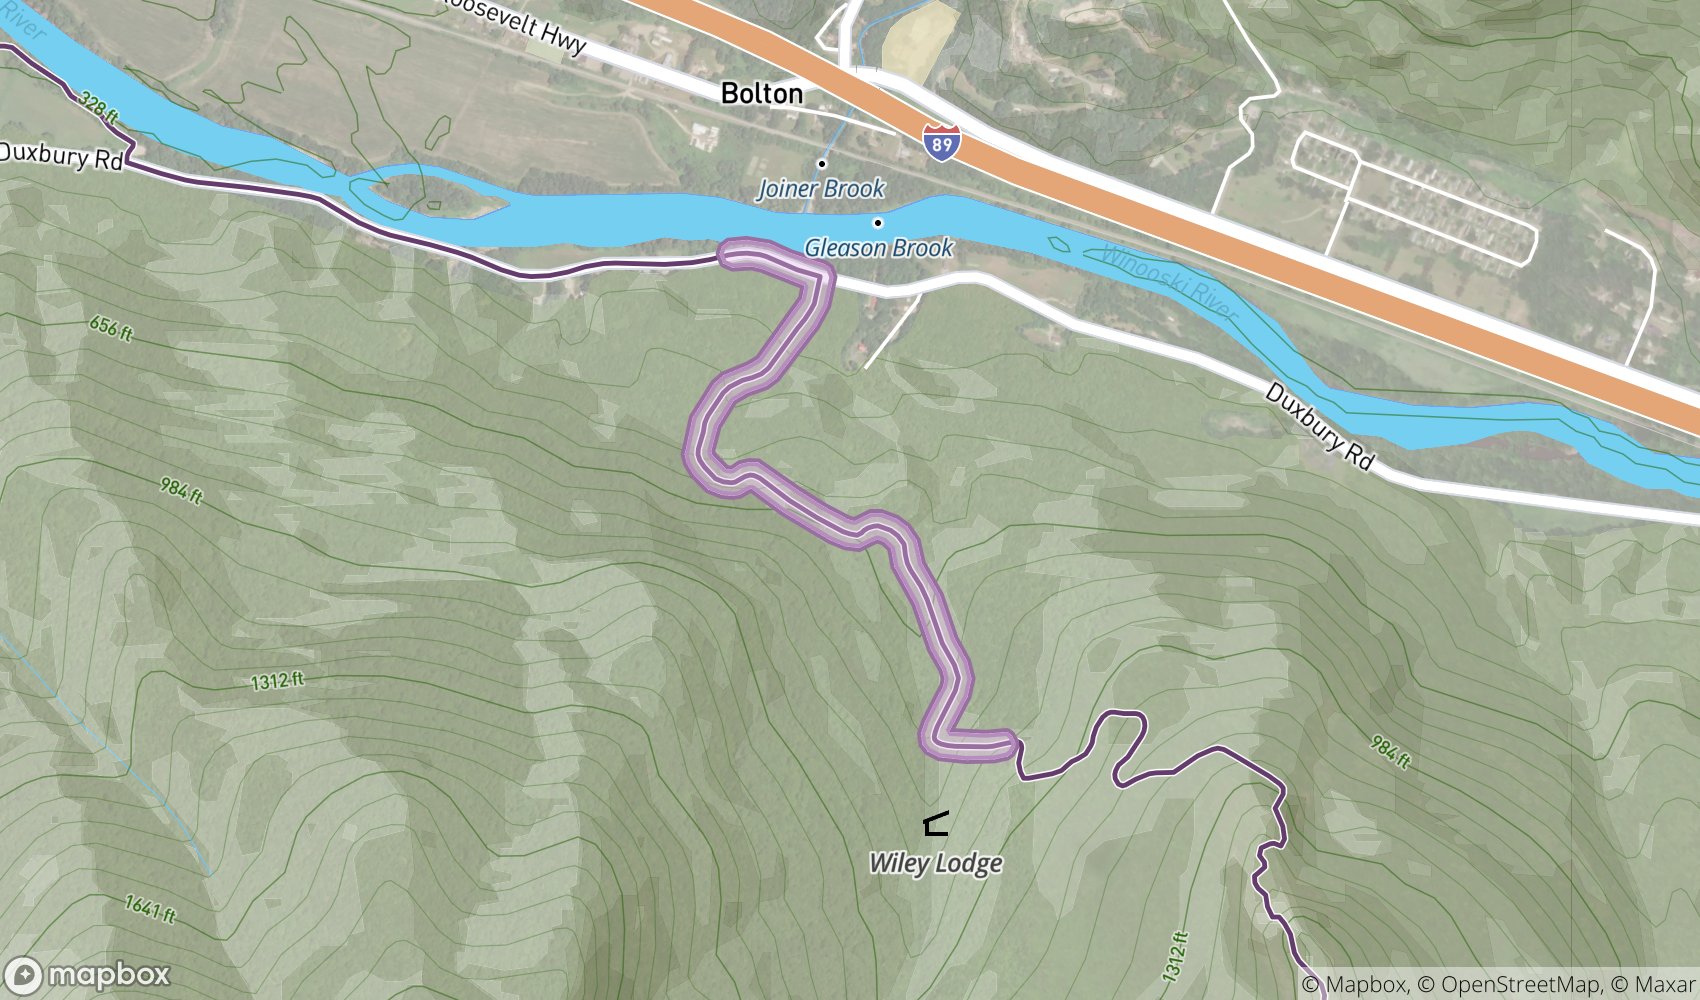 River
Roosevelt Hwy
328 ft
Bolton
89
Duxbury Rd
Joiner Brook
Gleason Brook
Winooski River
656 ft
Duxbury Rd
984 ft
1312 ft
984 ft
Wiley Lodge
1641 ft
1312 ft
mapbox
© Mapbox, © OpenStreetMap, © Maxar